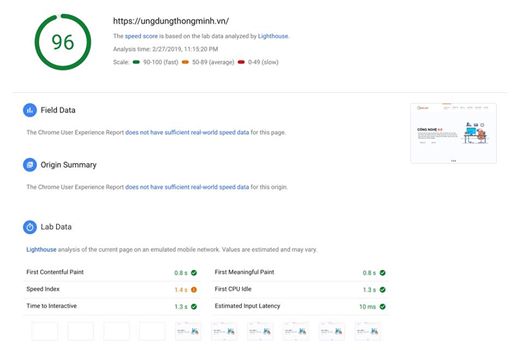 96
https://ungdungthongminh.vn/
The speed score is based on the lab data analyzed by Lighthouse.
Analysis time: 2/27/2019, 11:15:20 PM
Scale: 90-100 (fast) 50-89 (average) 0-49 (slow)
Field Data
The Chrome User Experience Report does not have sufficient real-world speed data for this page.
CÔNG NGHỆ 4.0
Origin Summary
The Chrome User Experience Report does not have sufficient real-world speed data for this origin.
Lab Data
Lighthouse analysis of the current page on an emulated mobile network. Values are estimated and may vary.
First Contentful Paint 0.8 s First Meaningful Paint 0.8 s
Speed Index 1.4 s First CPU Idle 1.3 s
Time to Interactive 1.3 s Estimated Input Latency 10 ms